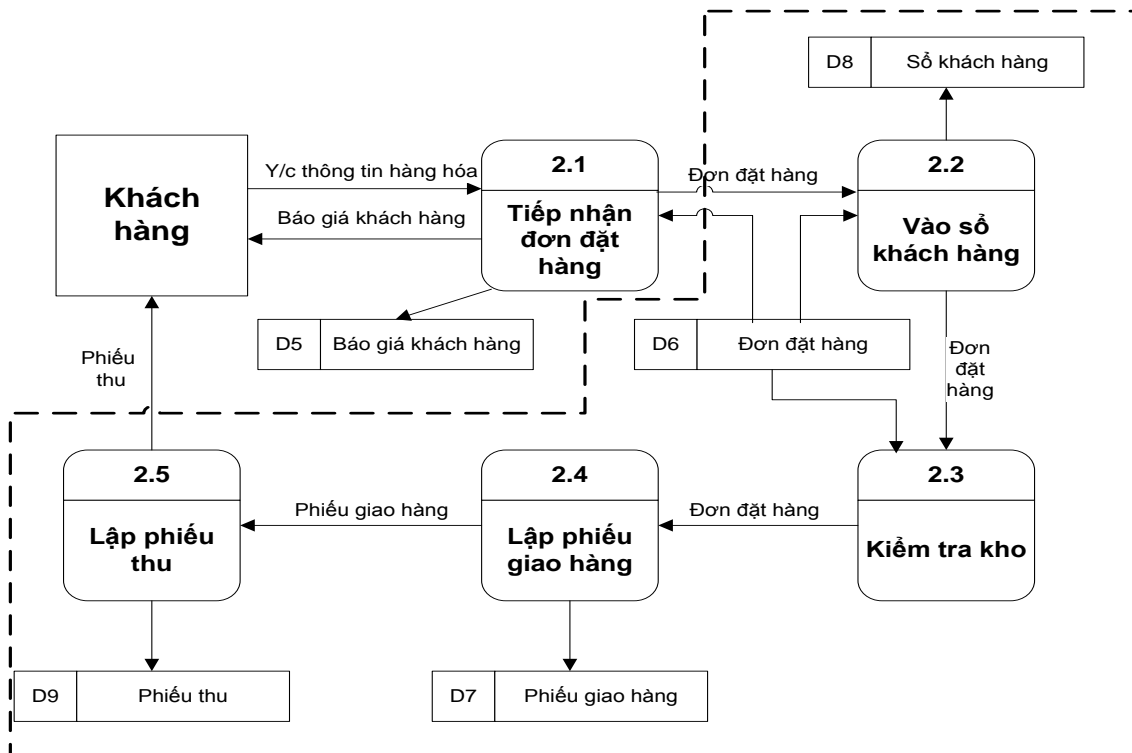 D8
Sổ khách hàng
Khách
hàng
Y/c thông tin hàng hóa
Báo giá khách hàng
2.1
Tiếp nhận
đơn đặt
hàng
Đơn đặt hàng
2.2
Vào sổ
khách hàng
D5
Báo giá khách hàng
D6
Đơn đặt hàng
Phiếu
thu
Đơn
đặt
hàng
2.5
Lập phiếu
thu
Phiếu giao hàng
2.4
Lập phiếu
giao hàng
Đơn đặt hàng
2.3
Kiểm tra kho
D9
Phiếu thu
D7
Phiếu giao hàng